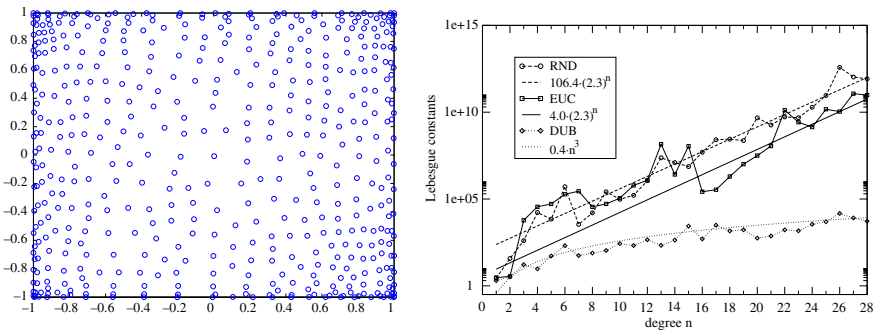 1
0.8
0.6
0.4
0.2
0
−0.2
−0.4
−0.6
−0.8
−1
−1 −0.8 −0.6 −0.4 −0.2 0 0.2 0.4 0.6 0.8 1
Lebesgue constants
1e+15
1e+10
1e+05
1
RND
106.4·(2.3)^n
EUC
4.0·(2.3)^n
DUB
0.4·n^3
0 2 4 6 8 10 12 14 16 18 20 22 24 26 28
degree n